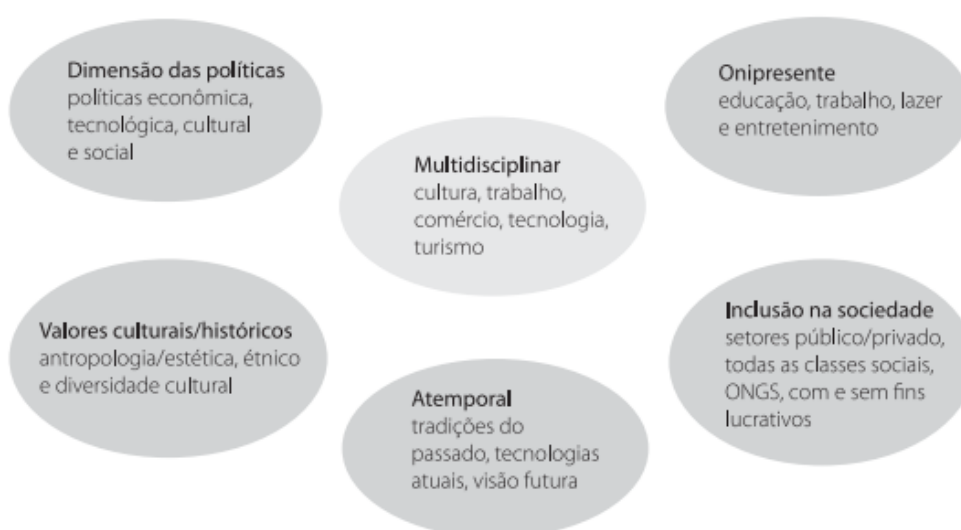 Dimensão das políticas
políticas econômica,
tecnológica, cultural
e social
Onipresente
educação, trabalho, lazer
e entretenimento
Multidisciplinar
cultura, trabalho,
comércio, tecnologia,
turismo
Valores culturais/históricos
antropologia/estética, étnico
e diversidade cultural
Inclusão na sociedade
setores público/privado,
todas as classes sociais,
ONGS, com e sem fins
lucrativos
Atemporal
tradições do
passado, tecnologias
atuais, visão futura